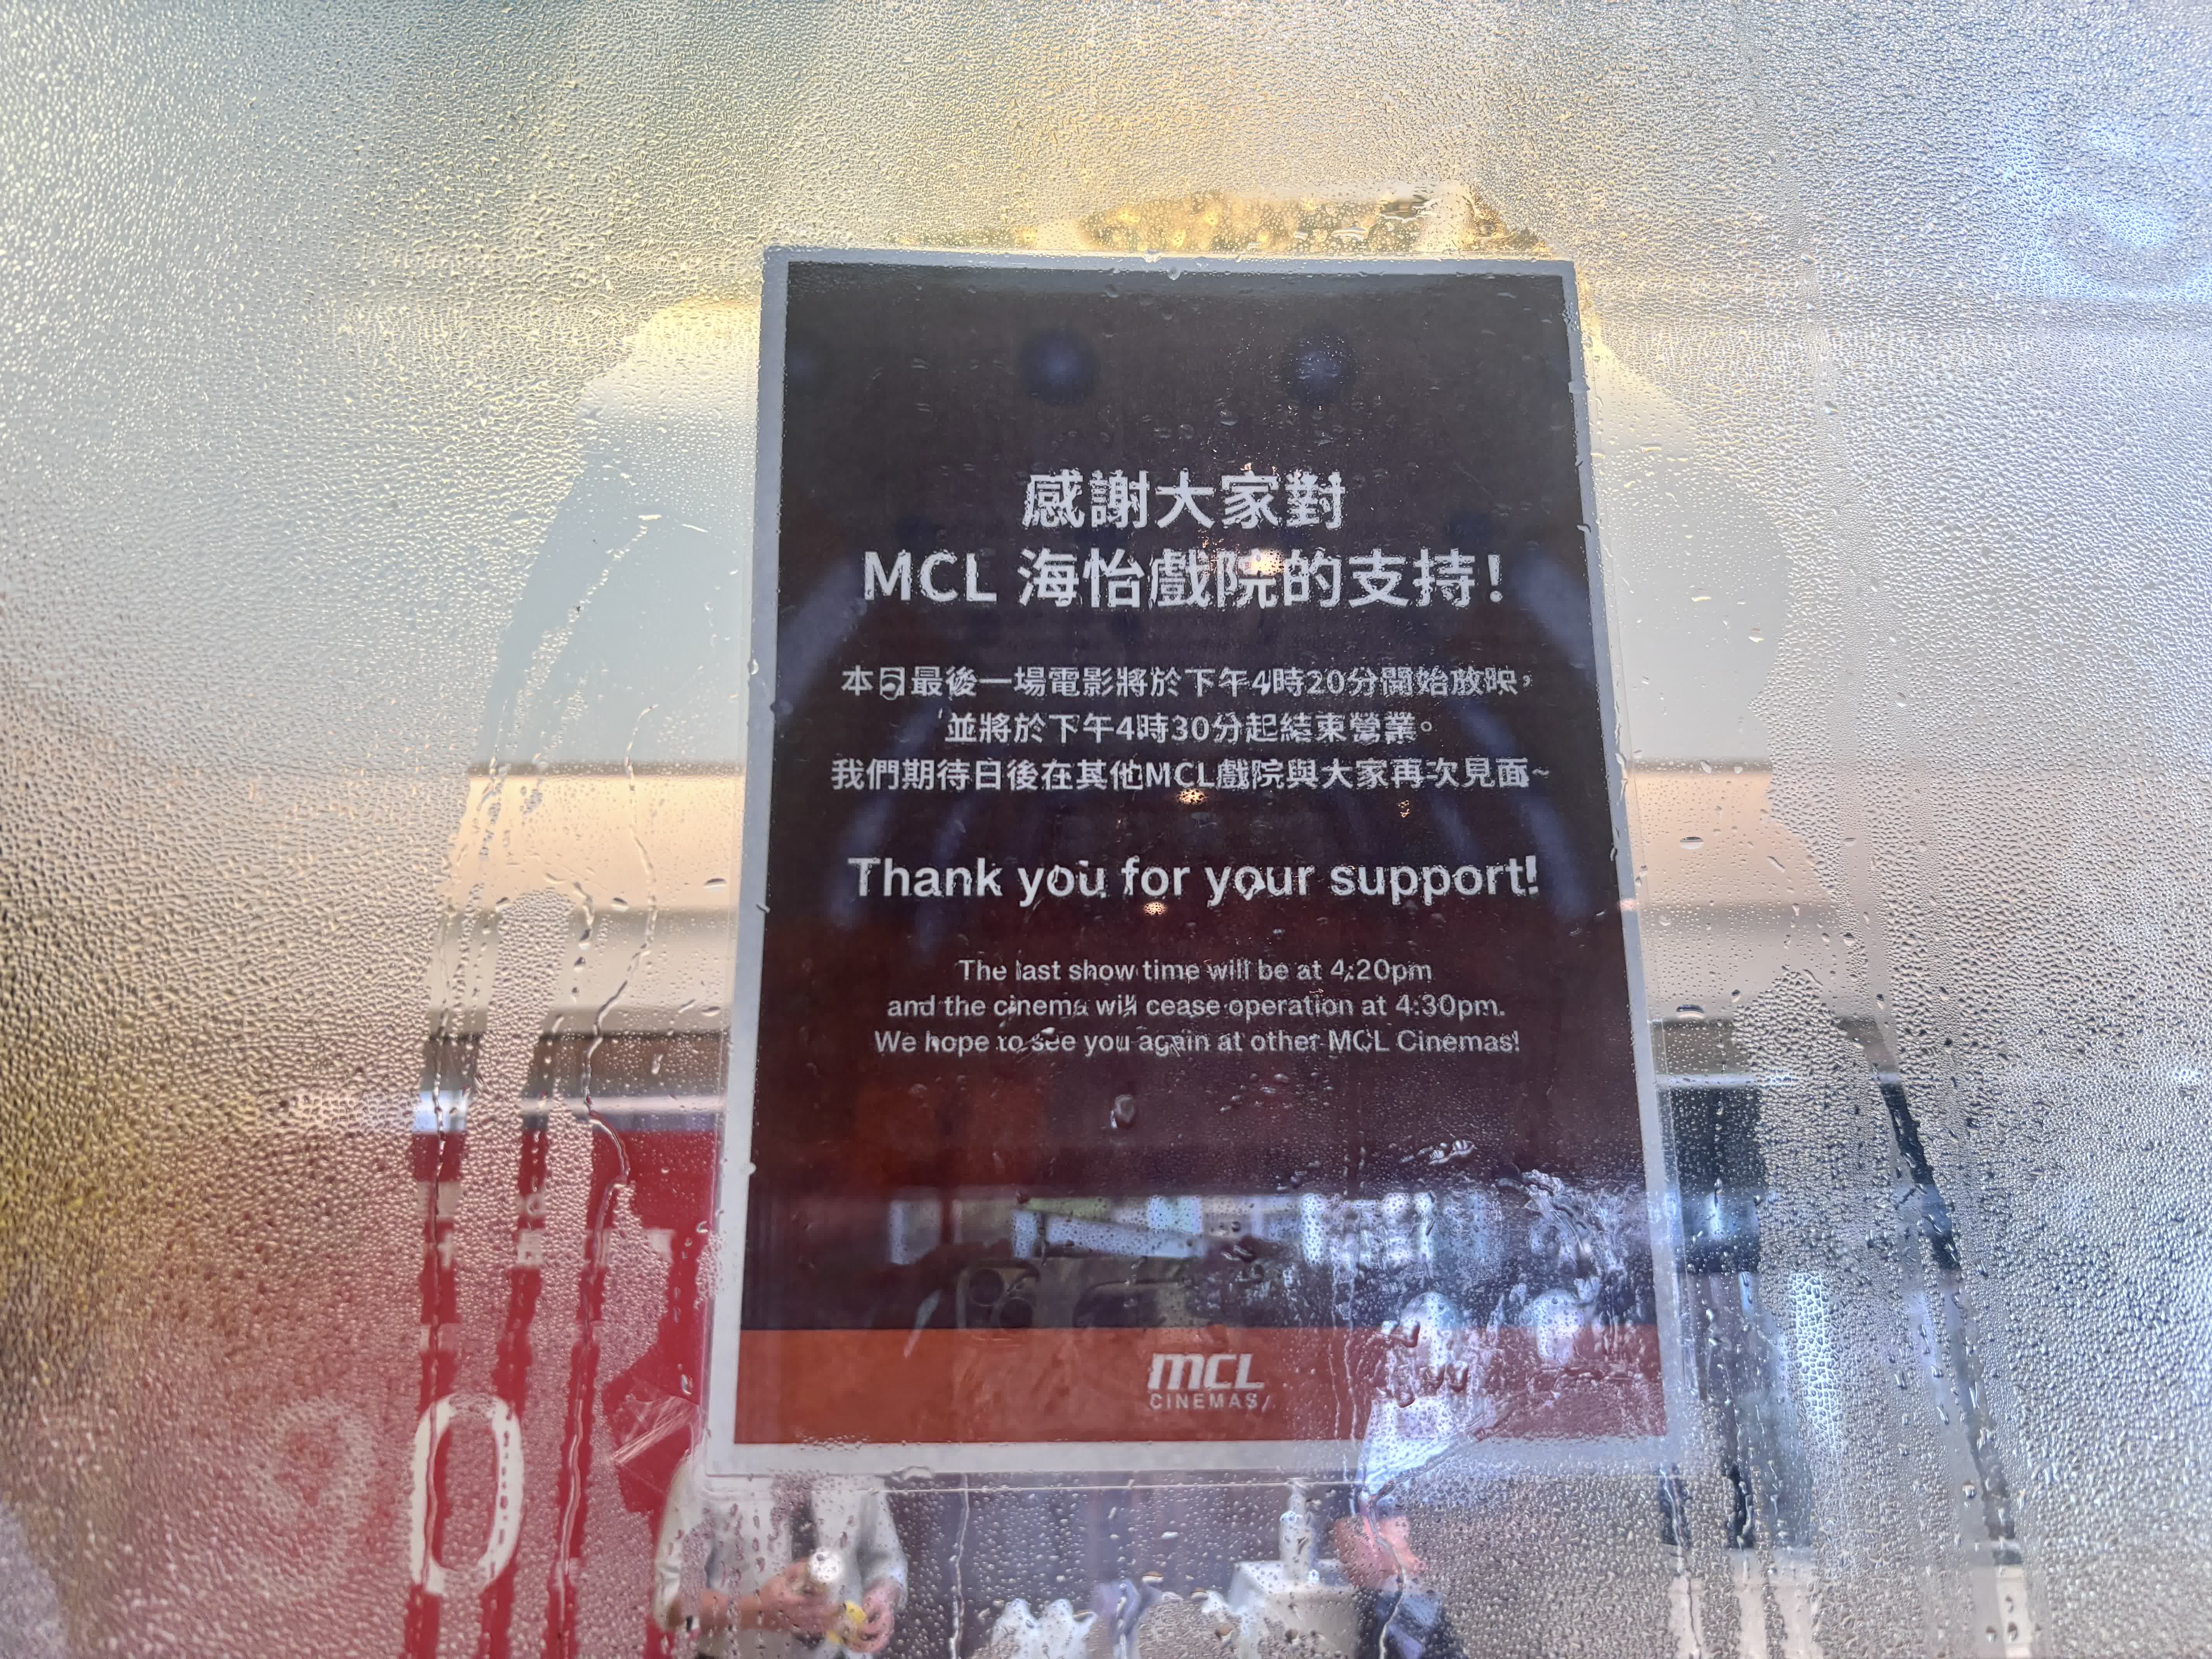 感謝大家對
MCL 海怡戲院的支持！
本日最後一場電影將於下午4時20分開始放映，
並將於下午4時30分起結束營業。
我們期待日後在其他MCL戲院與大家再次見面~
Thank you for your support!
The last show time will be at 4:20pm
and the cinema will cease operation at 4:30pm.
We hope to see you again at other MCL Cinemas!
MCL
CINEMAS